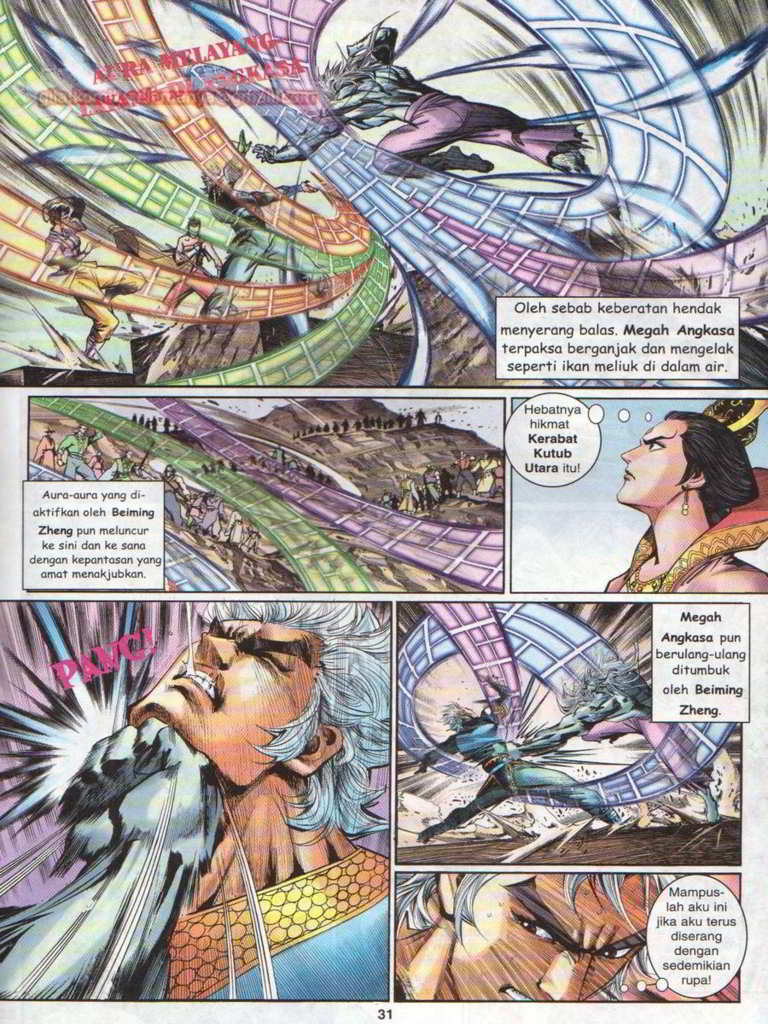 AURA MELAYANG
ANGKASA
Oleh sebab keberatan hendak
menyerang balas. Megah Angkasa
terpaksa berganjak dan mengelak
seperti ikan meliuk di dalam air.
Aura-aura yang di-
aktifkan oleh Beiming
Zheng pun meluncur
ke sini dan ke sana
dengan kepantasan yang
amat menakjubkan.
Hebatnya
hikmat
Kerabat
Kutub
Utara itu!
PANG!
Megah
Angkasa pun
berulang-ulang
ditumbuk
oleh Beiming
Zheng.
Mampus-
lah aku ini
jika aku terus
diserang
dengan
sedemikian
rupa!
31